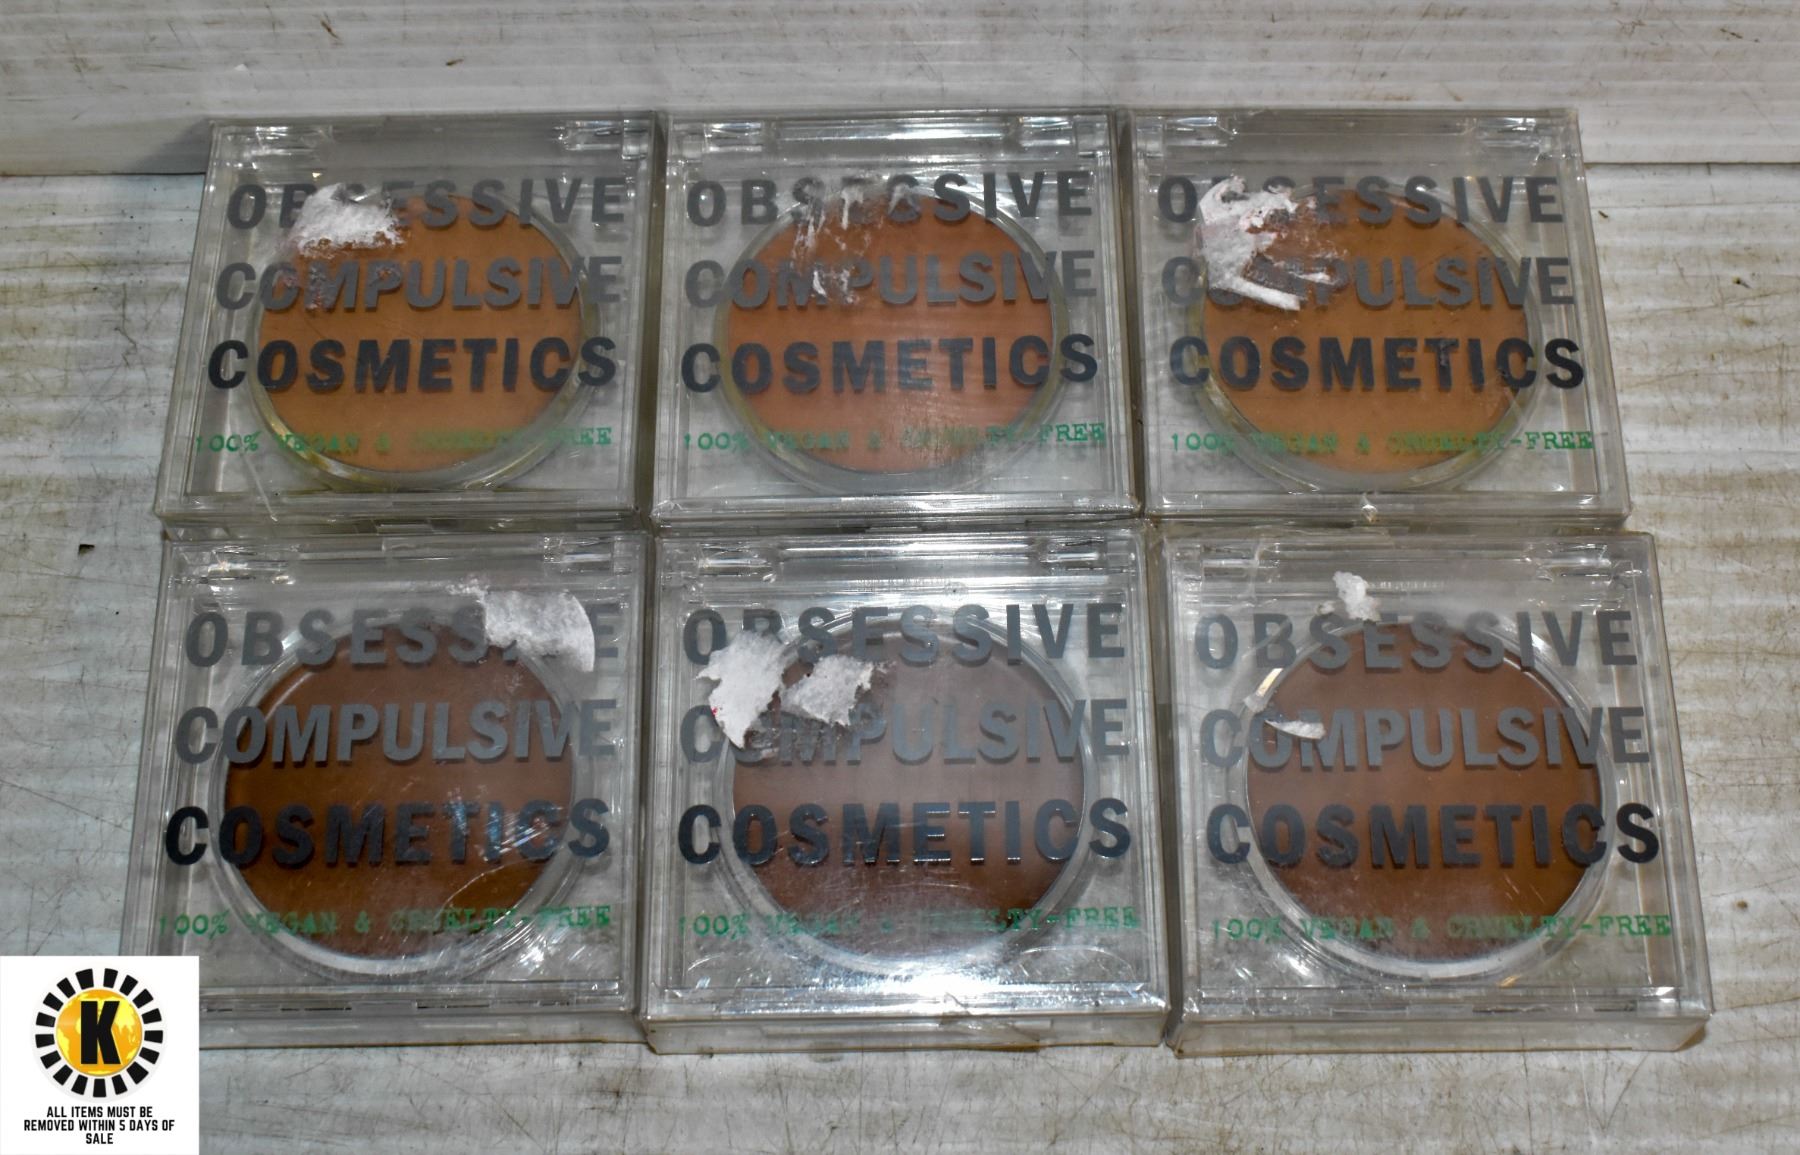 OBSESSIVE
COMPULSIVE
COSMETICS
100% VEGAN & CRUELTY-FREE
OBSESSIVE
COMPULSIVE
COSMETICS
100% VEGAN & CRUELTY-FREE
OBSESSIVE
COMPULSIVE
COSMETICS
100% VEGAN & CRUELTY-FREE
OBSESSIVE
COMPULSIVE
COSMETICS
100% VEGAN & CRUELTY-FREE
OBSESSIVE
COMPULSIVE
COSMETICS
100% VEGAN & CRUELTY-FREE
OBSESSIVE
COMPULSIVE
COSMETICS
100% VEGAN & CRUELTY-FREE
K
ALL ITEMS MUST BE
REMOVED WITHIN 5 DAYS OF
SALE